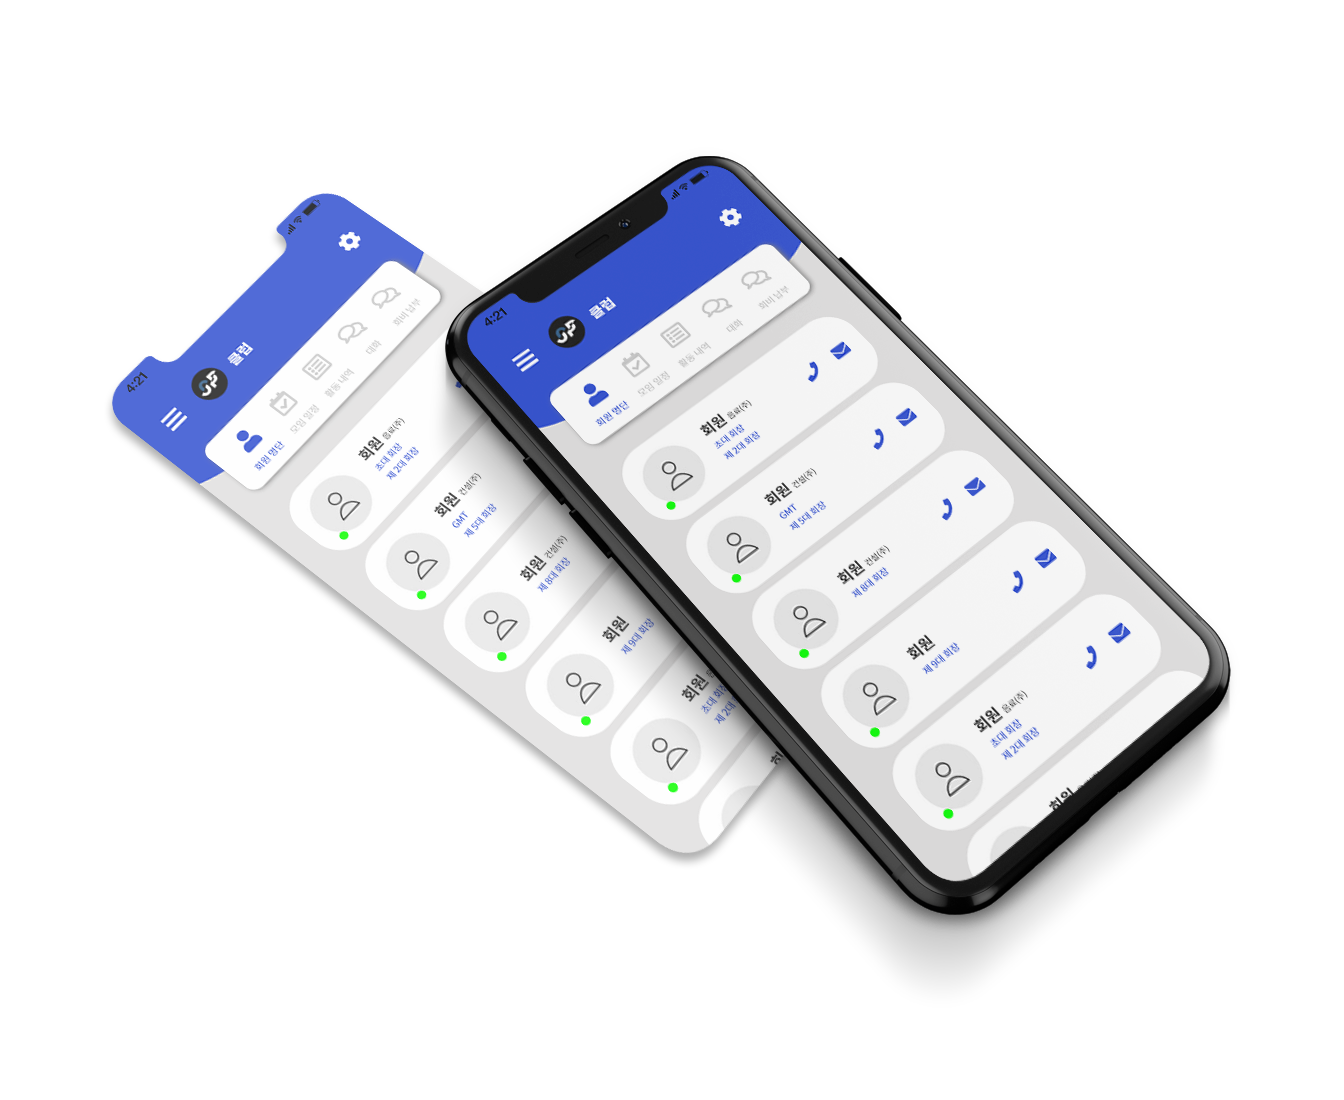 4:21
클럽
회원 명단
모임 일정
활동 내역
대화
회비 납부
회원 음료(주)
초대 회장
제 2대 회장
회원 건설(주)
GMT
제 5대 회장
회원 건설(주)
제 8대 회장
회원
제 9대 회장
회원
초대 회장
제 2대
4:21
클럽
회원 명단
모임 일정
활동 내역
대화
회비 납부
회원 음료(주)
초대 회장
제 2대 회장
회원 건설(주)
GMT
제 5대 회장
회원 건설(주)
제 8대 회장
회원
제 9대 회장
회원 음료(주)
초대 회장
제 2대 회장
회원